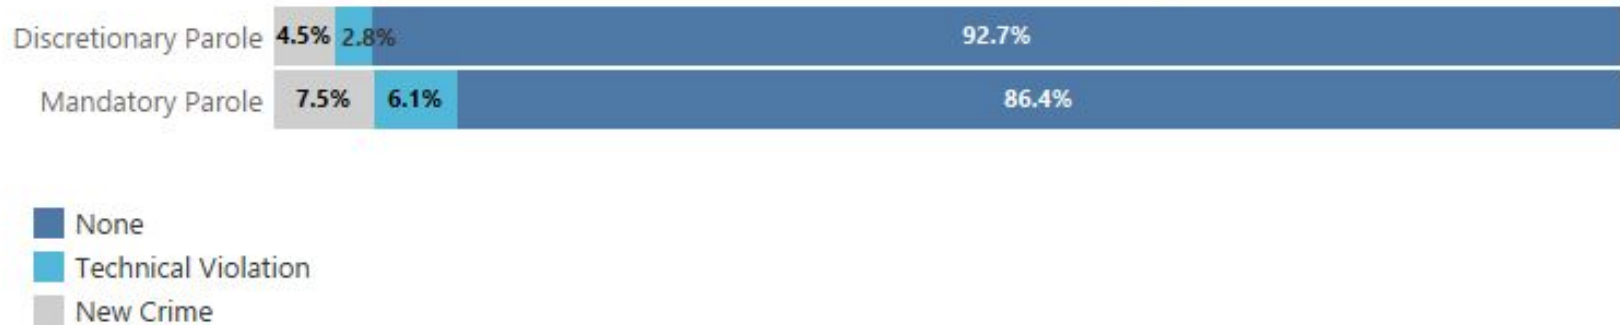 Discretionary Parole 4.5% 2.8% 92.7%
Mandatory Parole 7.5% 6.1% 86.4%
None
Technical Violation
New Crime